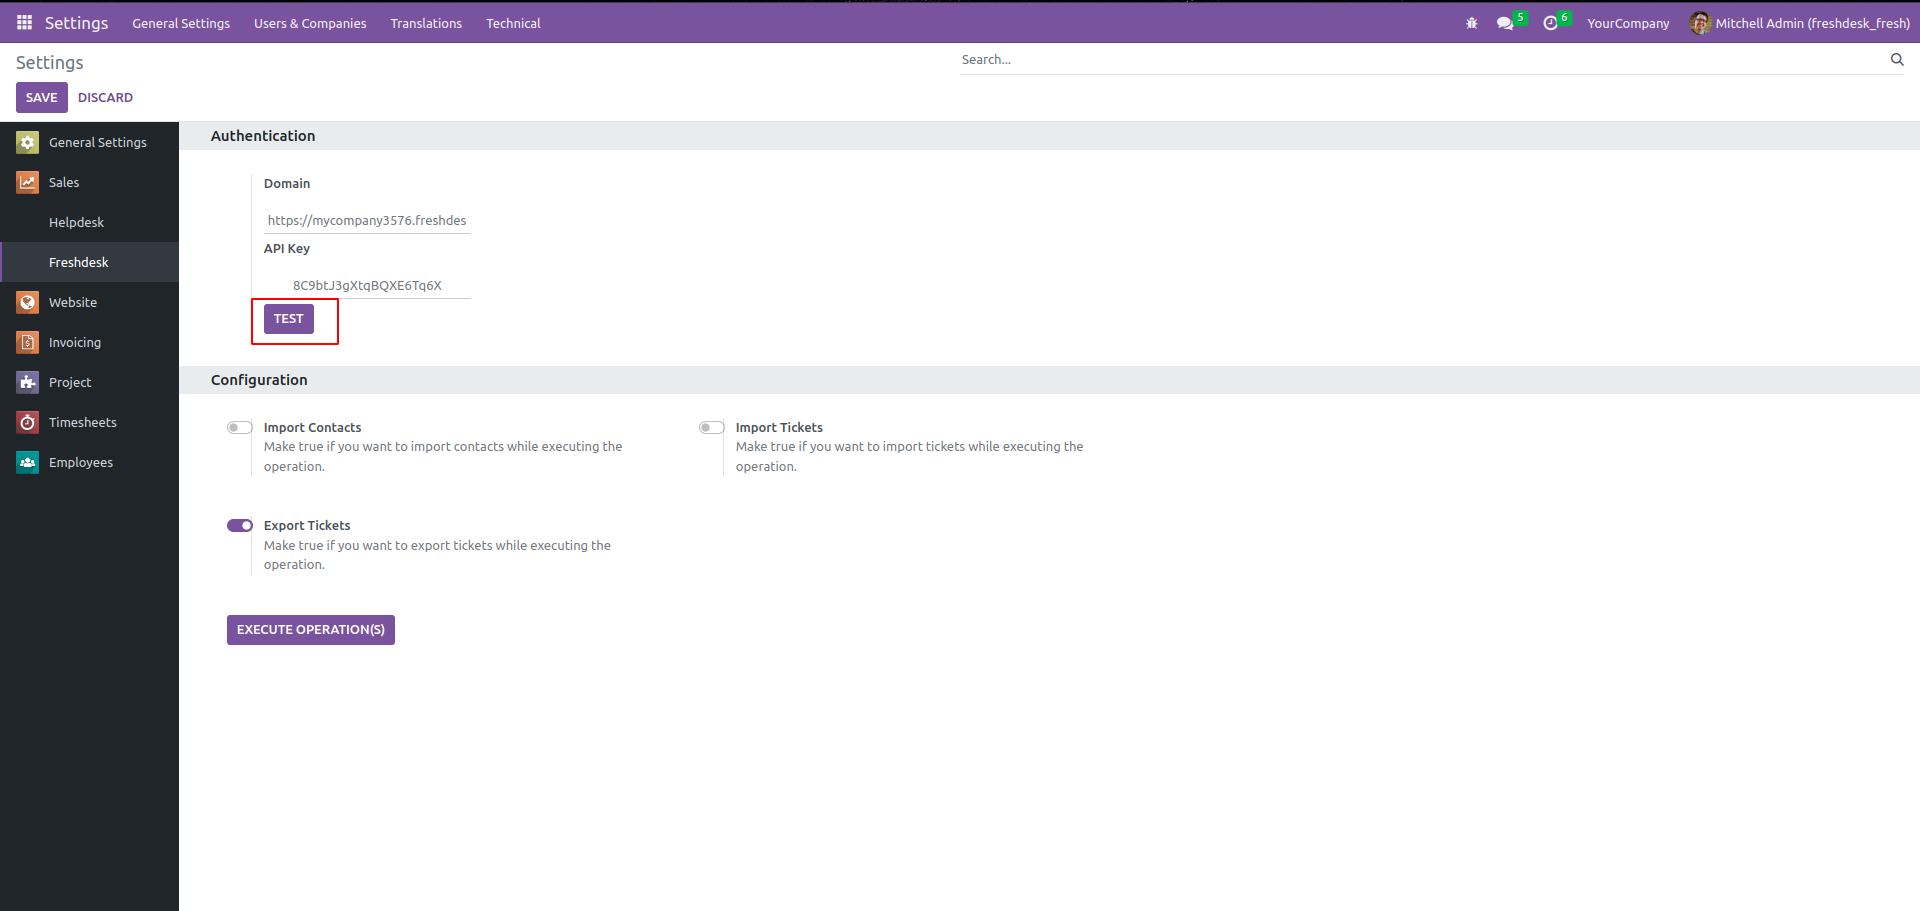 Settings General Settings Users & Companies Translations Technical 5 6 YourCompany Mitchell Admin (freshdesk_fresh)
Settings Search...
SAVE DISCARD
General Settings
Sales
Helpdesk
Freshdesk
Website
Invoicing
Project
Timesheets
Employees
Authentication
Domain
https://mycompany3576.freshdes
API Key
8C9btJ3gXtqBQXE6Tq6X
TEST
Configuration
Import Contacts
Make true if you want to import contacts while executing the
operation.
Import Tickets
Make true if you want to import tickets while executing the
operation.
Export Tickets
Make true if you want to export tickets while executing the
operation.
EXECUTE OPERATION(S)